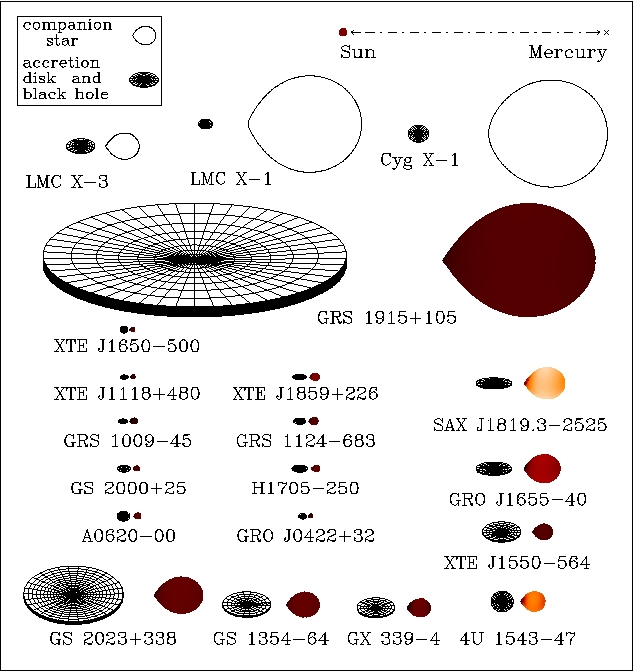 companion
star
accretion
disk and
black hole
Sun
Mercury
LMC X-3
LMC X-1
Cyg X-1
GRS 1915+105
XTE J1650-500
XTE J1118+480
XTE J1859+226
SAX J1819.3-2525
GRS 1009-45
GRS 1124-683
GS 2000+25
H1705-250
GRO J1655-40
A0620-00
GRO J0422+32
XTE J1550-564
GS 2023+338
GS 1354-64
GX 339-4
4U 1543-47